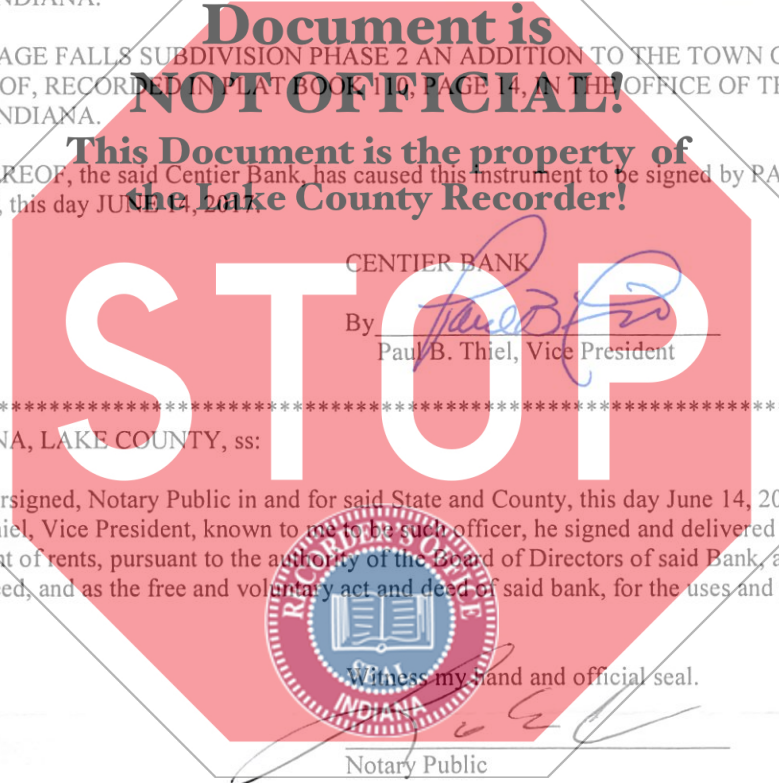 NDIANA.
Document is
AGE FALLS SUBDIVISION PHASE 2 AN ADDITION TO THE TOWN
OF, RECORDED IN PLAT BOOK 110, PAGE 14, IN THE OFFICE OF
NOT OFFICIAL!
NDIANA.
This Document is the property of
REOF, the said Centier Bank, has caused this instrument to be signed by PA
the Lake County Recorder!
, this day JUNE 14, 2017.
STOP
CENTIER BANK
By
Paul B. Thiel, Vice President
NA, LAKE COUNTY, ss:
rsigned, Notary Public in and for said State and County, this day June 14, 20
iel, Vice President, known to me to be such officer, he signed and delivered
nt of rents, pursuant to the authority of the Board of Directors of said Bank, a
eed, and as the free and voluntary act and deed of said bank, for the uses and
RECORDER'S OFFICE
SEAL
INDIANA
Witness my hand and official seal.
Notary Public